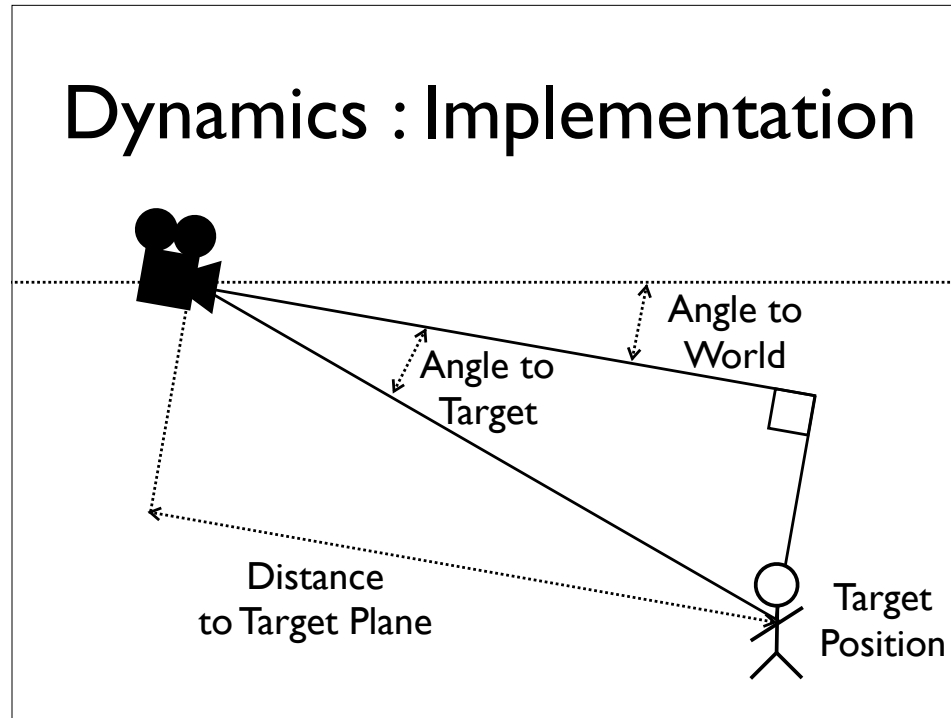 Dynamics : Implementation
Angle to
World
Angle to
Target
Distance
to Target Plane
Target
Position